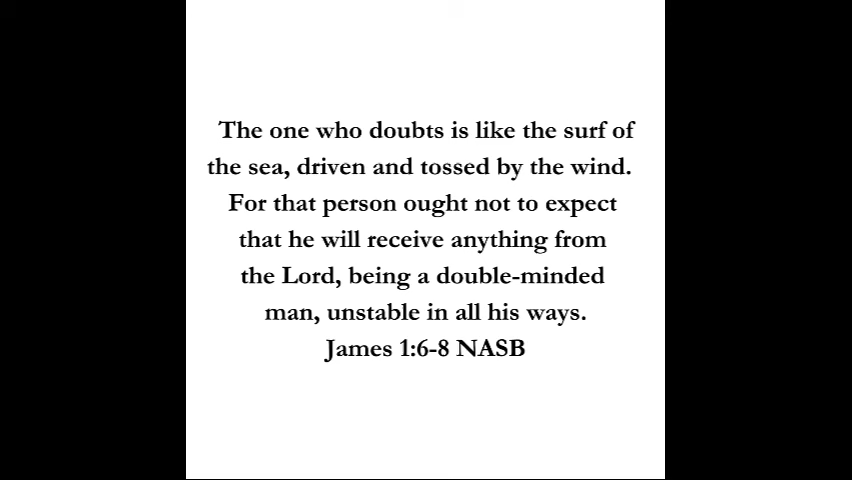 The one who doubts is like the surf of
the sea, driven and tossed by the wind.
For that person ought not to expect
that he will receive anything from
the Lord, being a double-minded
man, unstable in all his ways.
James 1:6-8 NASB